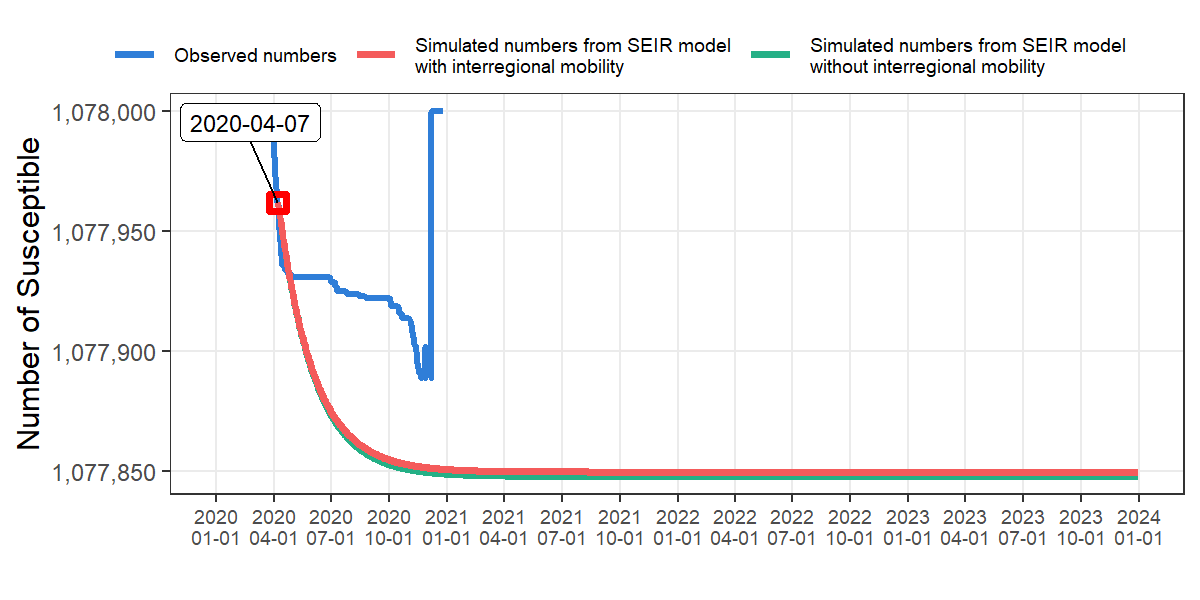 Observed numbers
Simulated numbers from SEIR model
with interregional mobility
Simulated numbers from SEIR model
without interregional mobility
Number of Susceptible
1,078,000
1,077,950
1,077,900
1,077,850
2020-04-07
2020 2020 2020 2020 2021 2021 2021 2021 2022 2022 2022 2022 2023 2023 2023 2023 2024
01-01 04-01 07-01 10-01 01-01 04-01 07-01 10-01 01-01 04-01 07-01 10-01 01-01 04-01 07-01 10-01 01-01